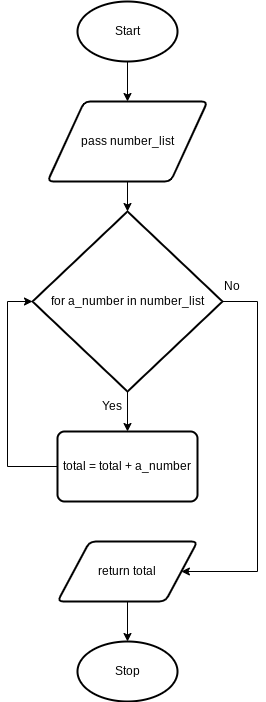 Start
pass number_list
for a_number in number_list
No
Yes
total = total + a_number
return total
Stop